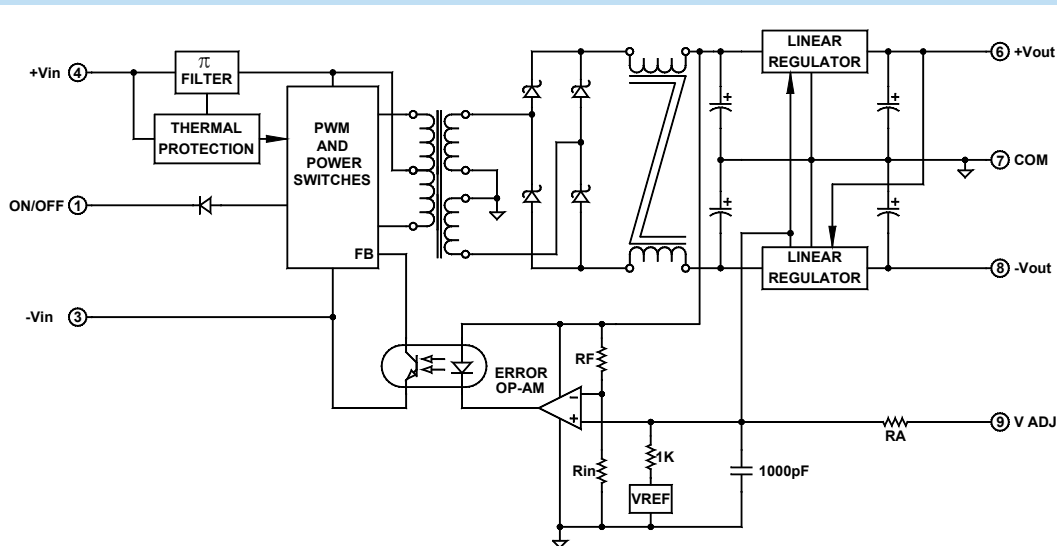 +Vin 4
π
FILTER
THERMAL
PROTECTION
PWM
AND
POWER
SWITCHES
FB
ON/OFF 1
-Vin 3
LINEAR
REGULATOR
6 +Vout
7 COM
LINEAR
REGULATOR
8 -Vout
ERROR
OP-AM
RF
Rin
1K
VREF
1000pF
RA
9 V ADJ
+
+
+
+
−
+